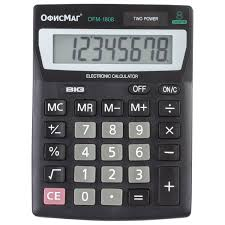 ОфисМаг OFM-1808 TWO POWER 8
12345678
ELECTRONIC CALCULATOR
BIG OFF ON/C
MC MR M- M+ ÷
+/- 7 8 9 × %
√ 4 5 6 -
CE 1 2 3 +
0 . =